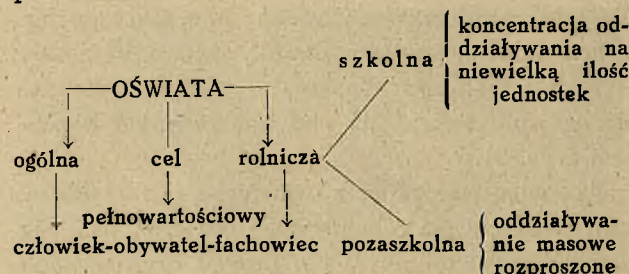 koncentracja od-
działywania na
szkolna
niewielką ilość
jednostek
OŚWIATA
ogólna cel rolniczà
pełnowartościowy
człowiek-obywatel-fachowiec pozaszkolna
oddziaływa-
nie masowe
rozproszone